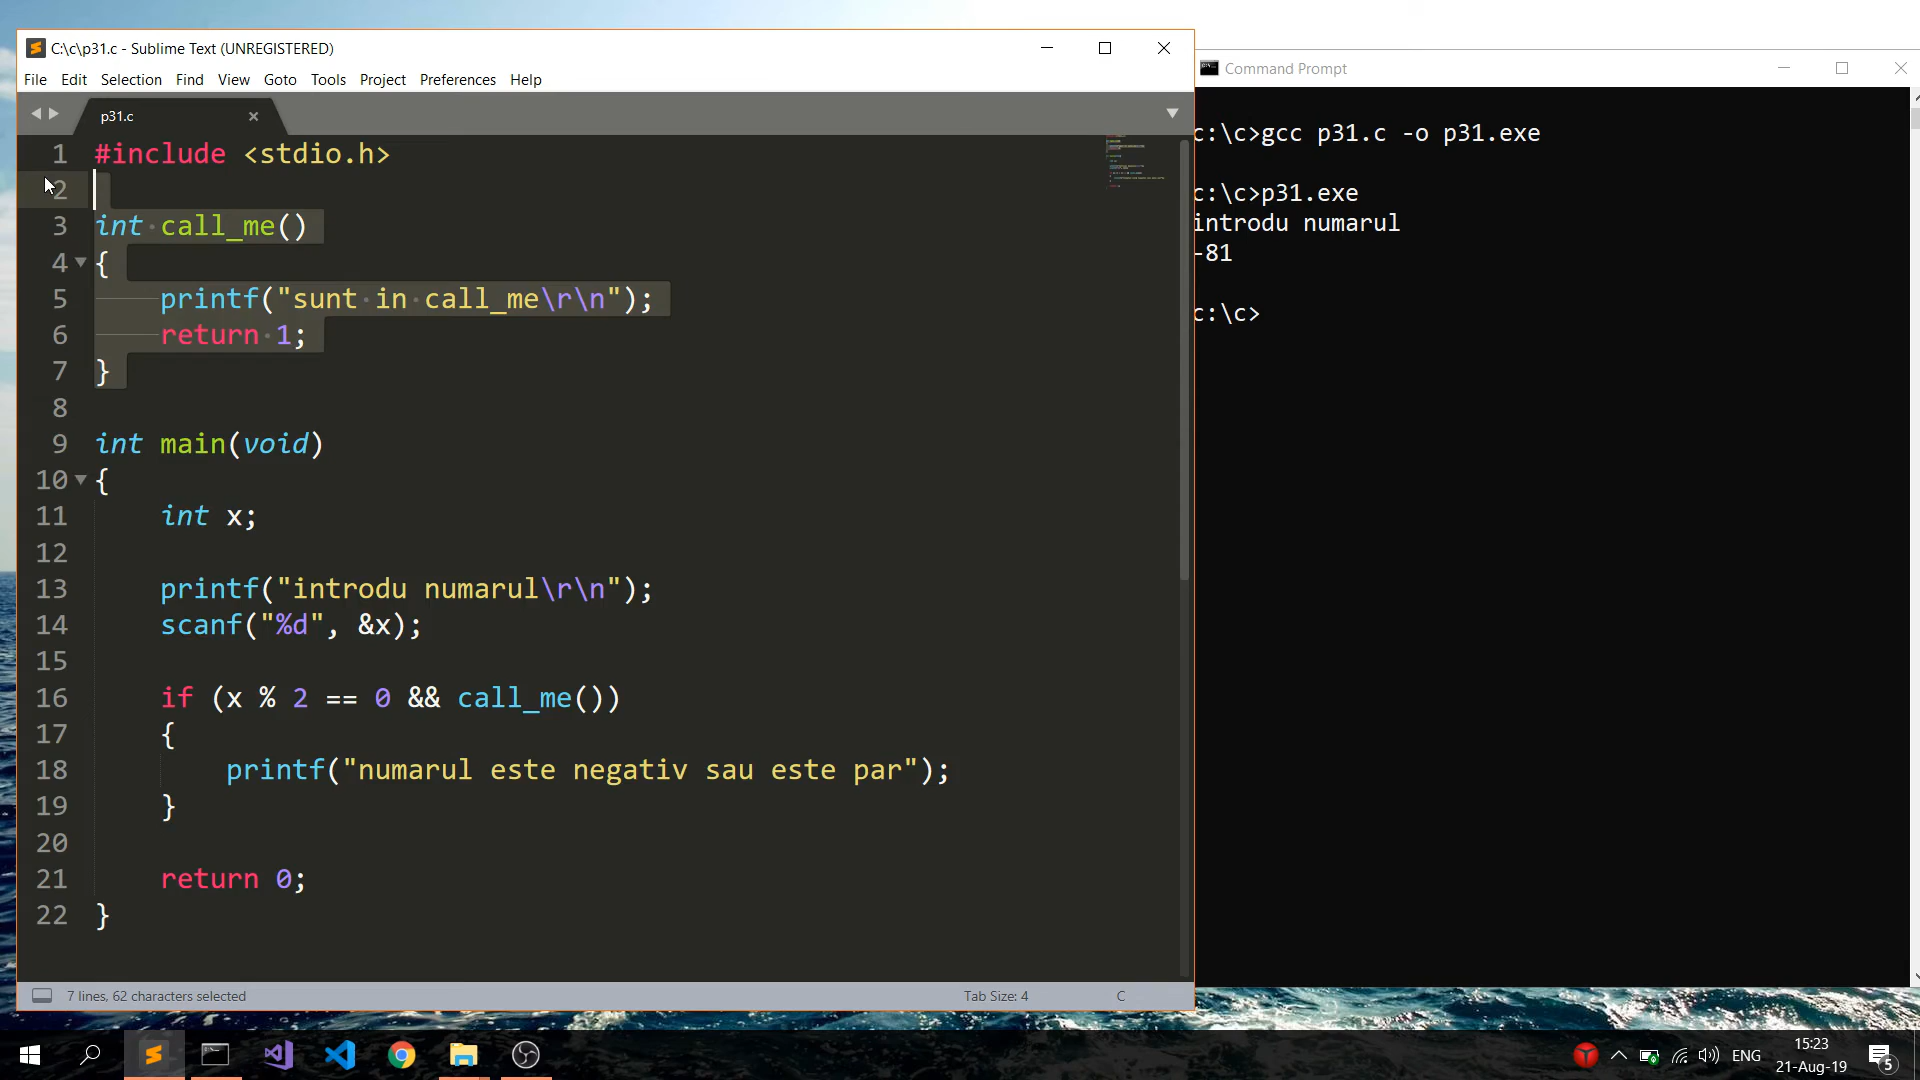 C:\c\p31.c - Sublime Text (UNREGISTERED)
File Edit Selection Find View Goto Tools Project Preferences Help
p31.c
1 #include <stdio.h>
2
3 int call_me()
4 {
5 printf("sunt in call_me\r\n");
6 return 1;
7 }
8
9 int main(void)
10 {
11 int x;
12
13 printf("introdu numarul\r\n");
14 scanf("%d", &x);
15
16 if (x % 2 == 0 && call_me())
17 {
18 printf("numarul este negativ sau este par");
19 }
20
21 return 0;
22 }
7 lines, 62 characters selected
Tab Size: 4
C
Command Prompt
c:\c>gcc p31.c -o p31.exe
c:\c>p31.exe
introdu numarul
-81
c:\c>
ENG
15:23
21-Aug-19
5